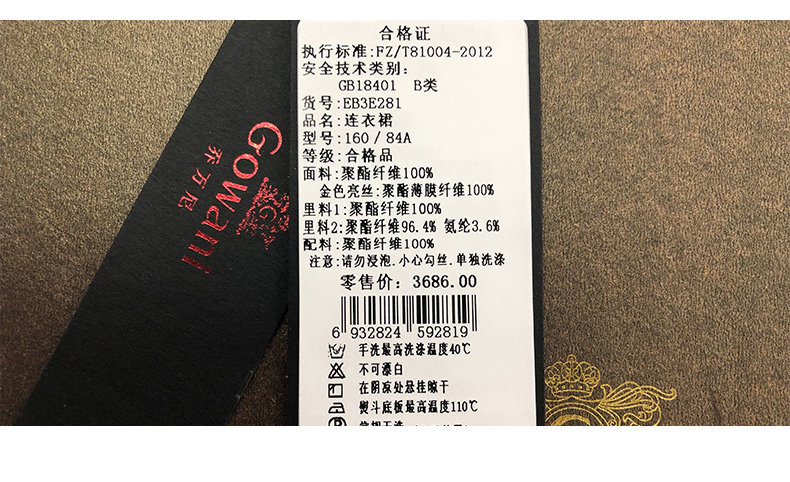 合格证
执行标准:FZ/T81004-2012
安全技术类别:
GB18401 B类
货号:EB3E281
品名:连衣裙
型号:160/84A
等级:合格品
面料:聚酯纤维100%
金色亮丝:聚酯薄膜纤维100%
里料1:聚酯纤维100%
里料2:聚酯纤维96.4% 氨纶3.6%
配料:聚酯纤维100%
注意:请勿浸泡.小心勾丝.单独洗涤
零售价: 3686.00
6 932824 592819
手洗最高洗涤温度40℃
不可漂白
在阴凉处悬挂晾干
熨斗底板最高温度110℃
Gowani
乔万尼